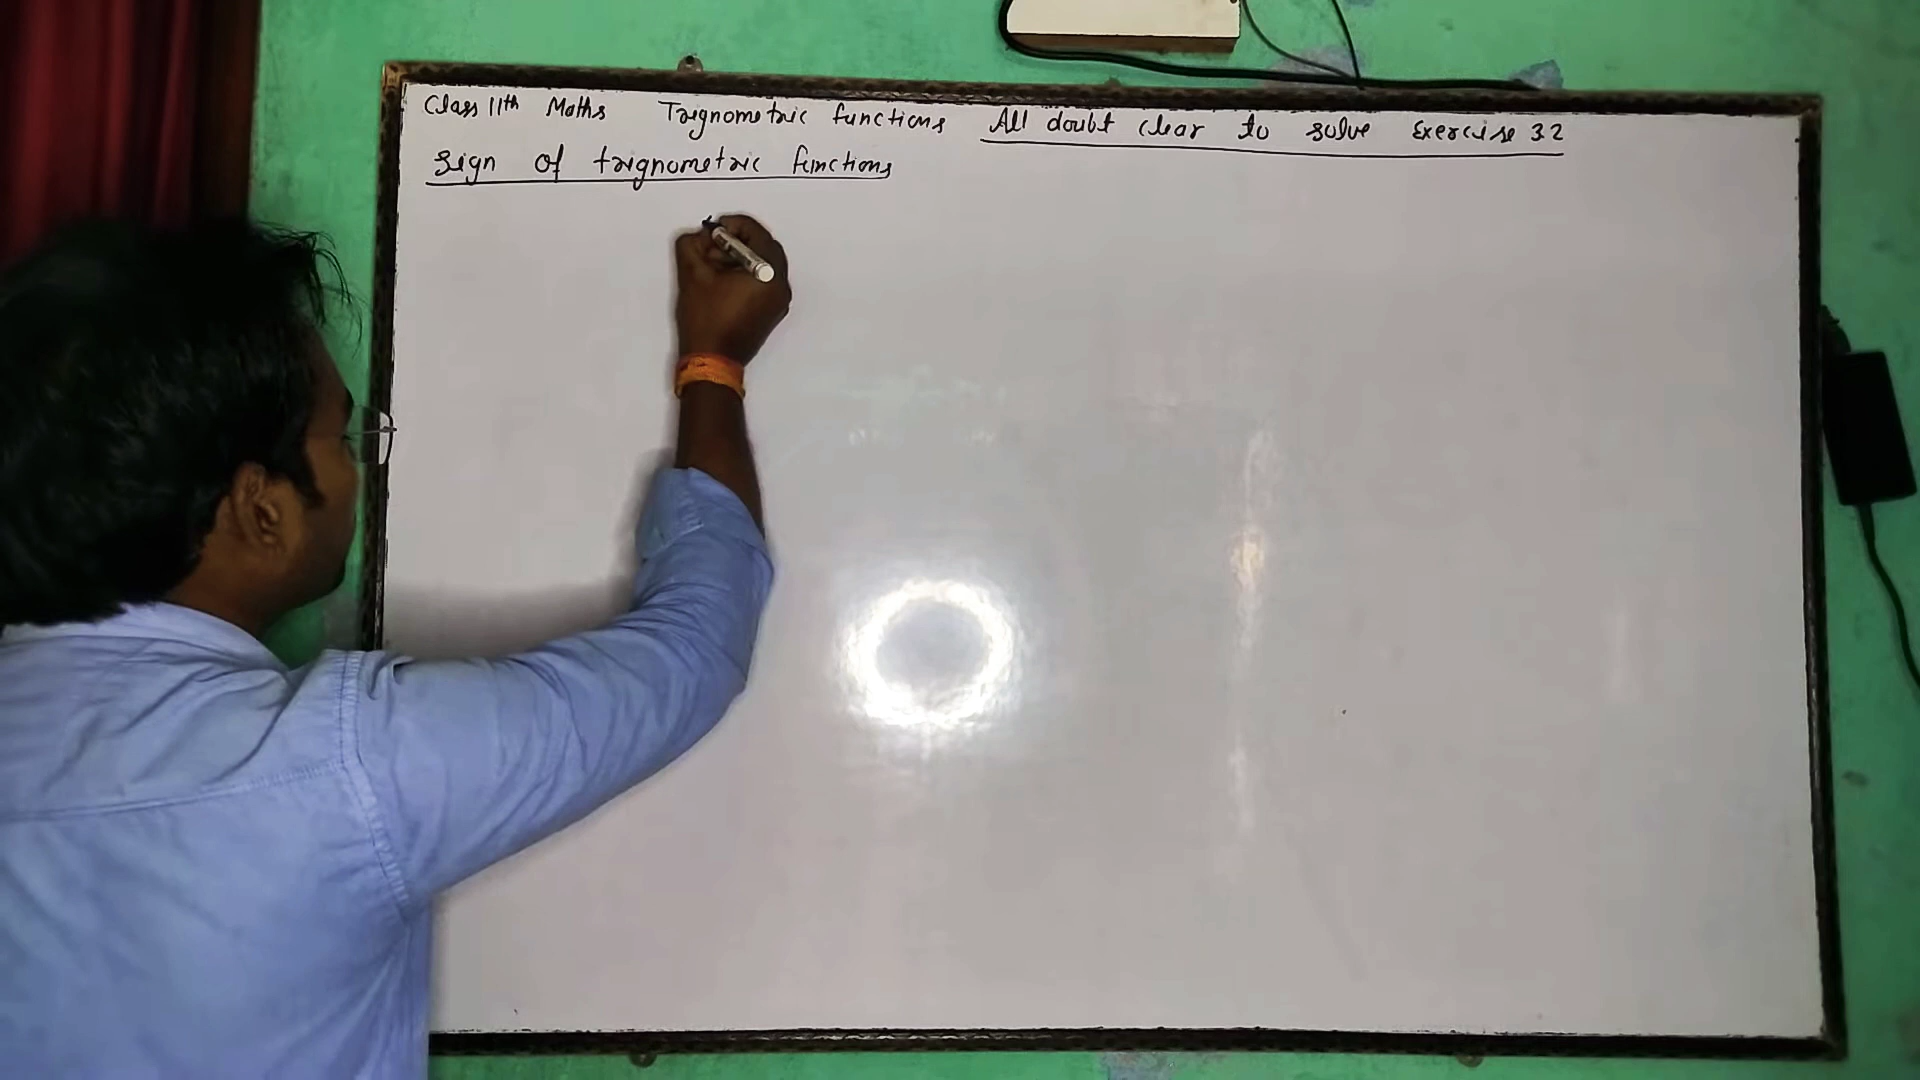 Class 11th Maths Trignometric functions All doubt clear to solve Exercise 3.2
Sign of trignometric functions